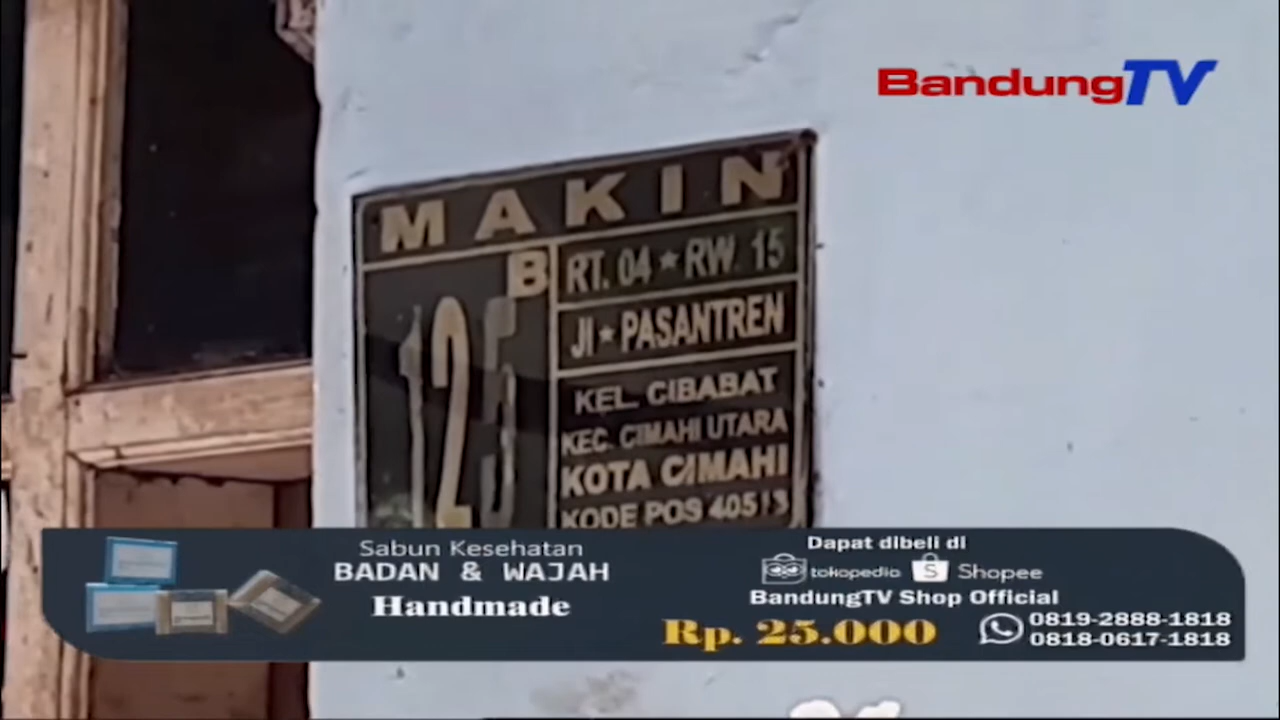 BandungTV
MAKIN
B
125
RT. 04 ★ RW. 15
Jl ★ PASANTREN
KEL. CIBABAT
KEC. CIMAHI UTARA
KOTA CIMAHI
KODE POS 40513
Sabun Kesehatan
BADAN & WAJAH
Handmade
Dapat dibeli di
tokopedia Shopee
BandungTV Shop Official
Rp. 25.000
0819-2888-1818
0818-0617-1818